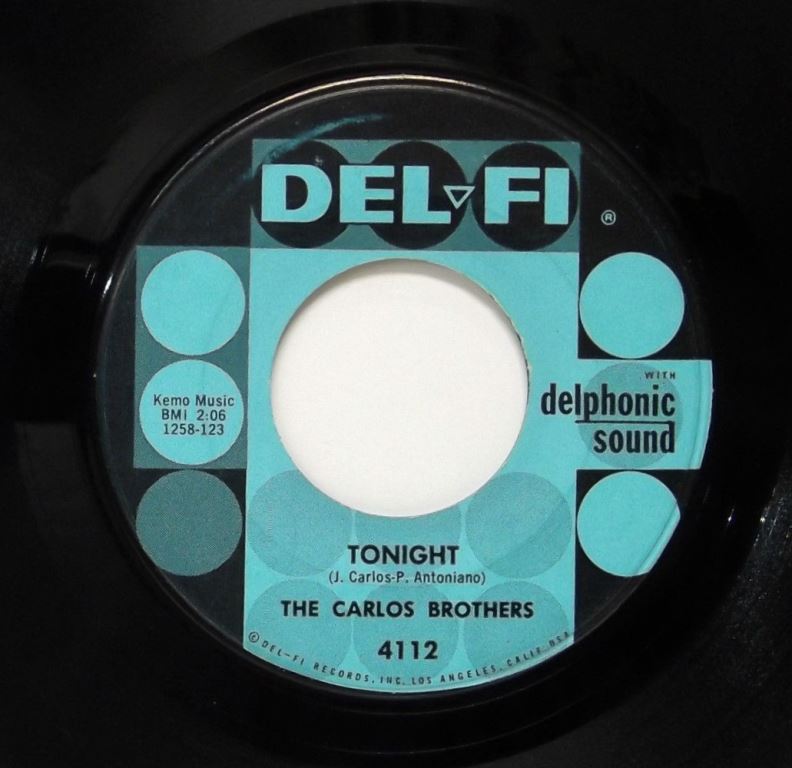 DEL-FI
®
Kemo Music
BMI 2:06
1258-123
WITH
delphonic
sound
TONIGHT
(J. Carlos-P. Antoniano)
THE CARLOS BROTHERS
4112
© DEL-FI RECORDS, INC. LOS ANGELES, CALIF. USA